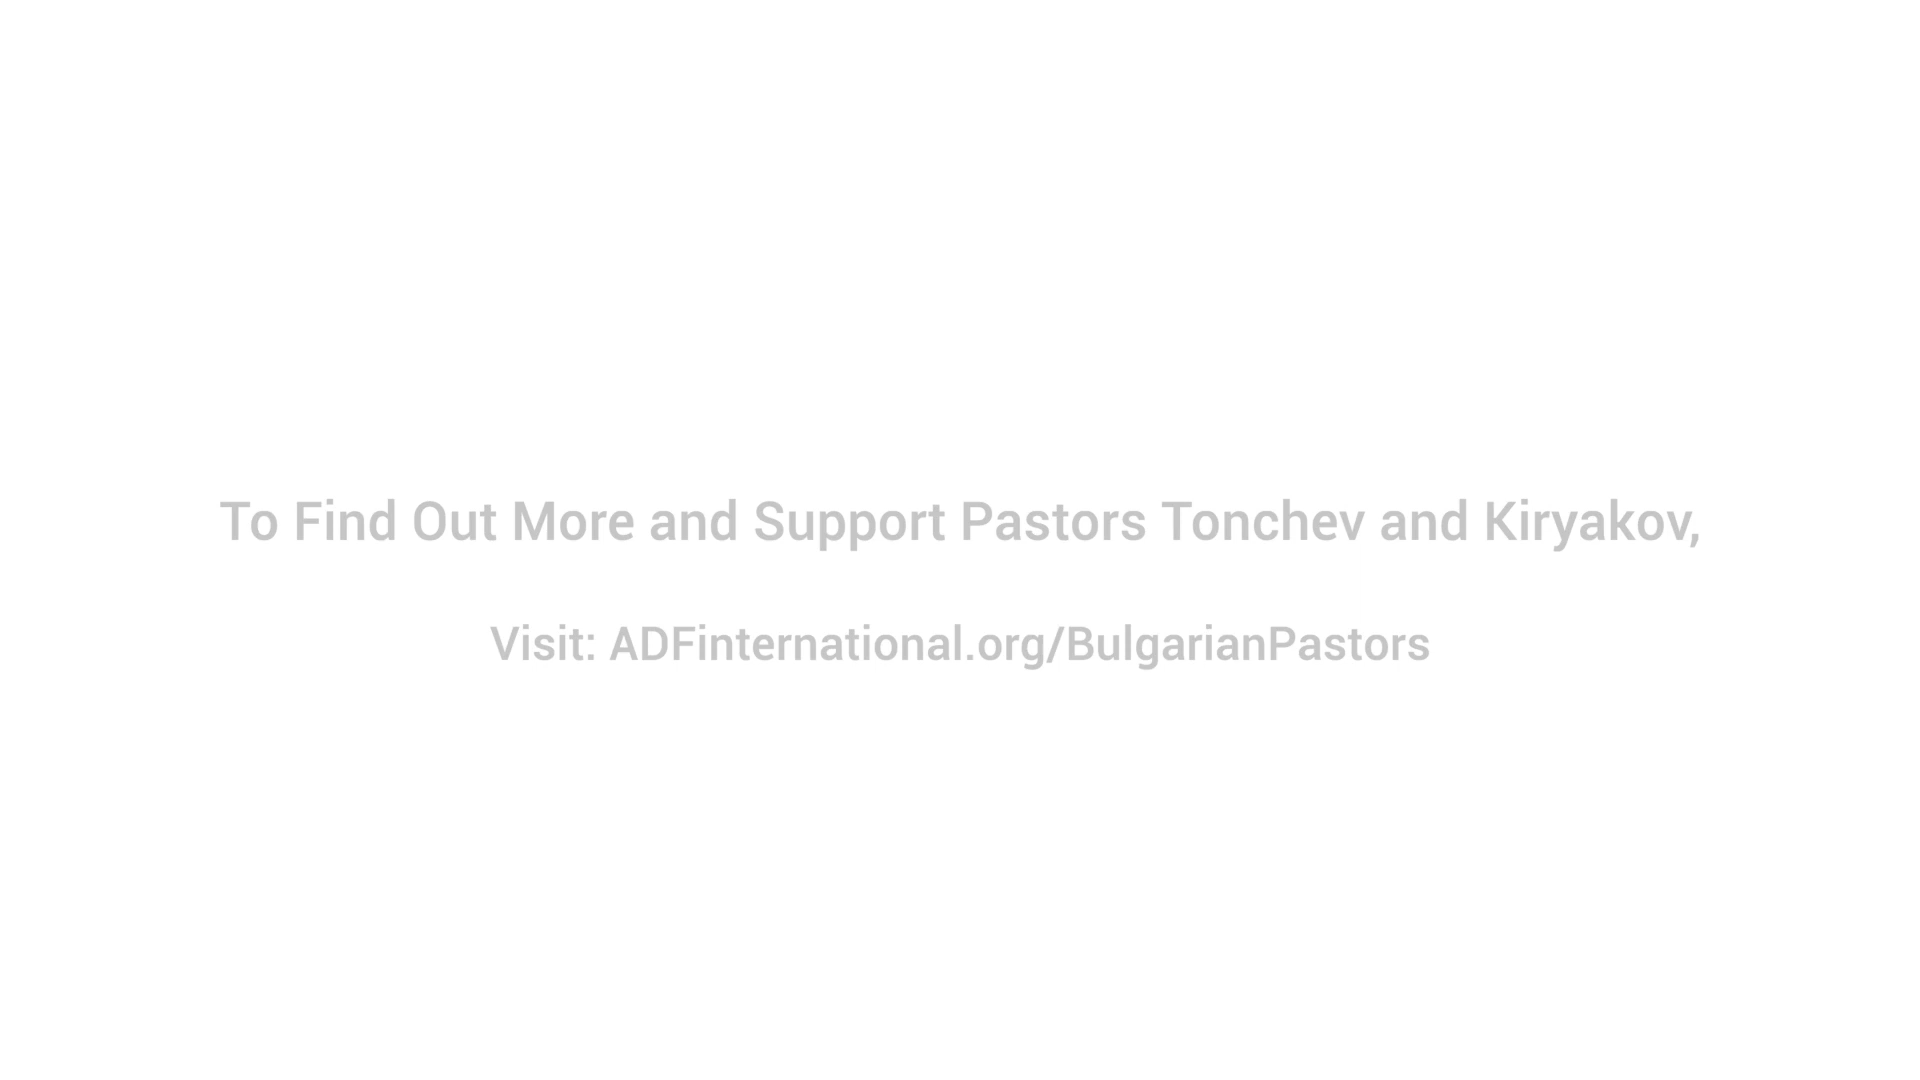 To Find Out More and Support Pastors Tonchev and Kiryakov,
Visit: ADFinternational.org/BulgarianPastors